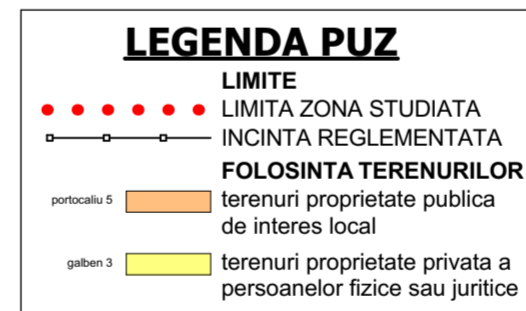 LEGENDA PUZ
LIMITE
LIMITA ZONA STUDIATA
INCINTA REGLEMENTATA
FOLOSINTA TERENURILOR
portocaliu 5 terenuri proprietate publica
de interes local
galben 3 terenuri proprietate privata a
persoanelor fizice sau juritice